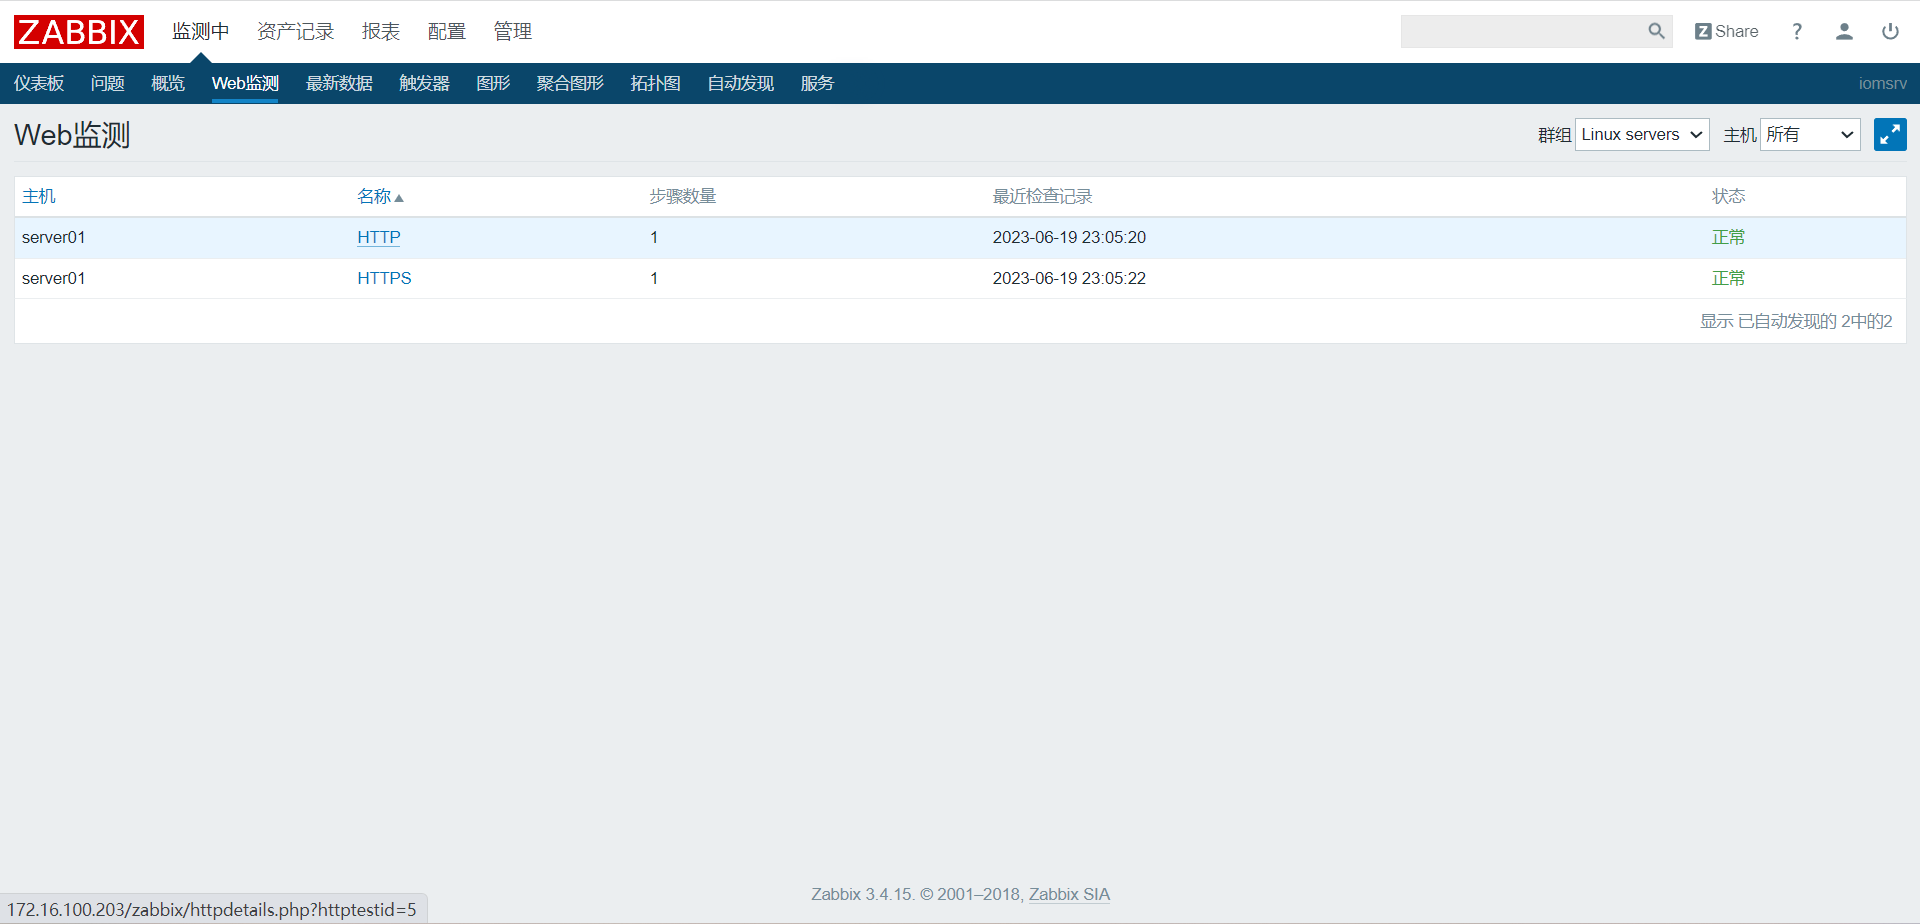 ZABBIX 监测中 资产记录 报表 配置 管理 Z Share ?
仪表板 问题 概览 Web监测 最新数据 触发器 图形 聚合图形 拓扑图 自动发现 服务 iomsrv
Web监测 群组 Linux servers 主机 所有
主机 名称 步骤数量 最近检查记录 状态
server01 HTTP 1 2023-06-19 23:05:20 正常
server01 HTTPS 1 2023-06-19 23:05:22 正常
显示 已自动发现的 2中的2
Zabbix 3.4.15. © 2001–2018, Zabbix SIA
172.16.100.203/zabbix/httpdetails.php?httptestid=5